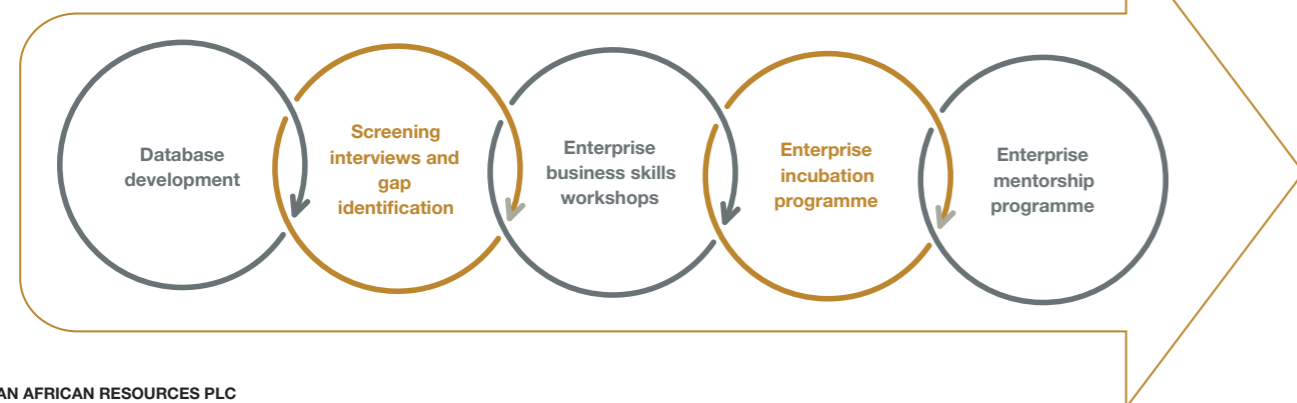 Database
development
Screening
interviews and
gap
identification
Enterprise
business skills
workshops
Enterprise
incubation
programme
Enterprise
mentorship
programme
AN AFRICAN RESOURCES PLC